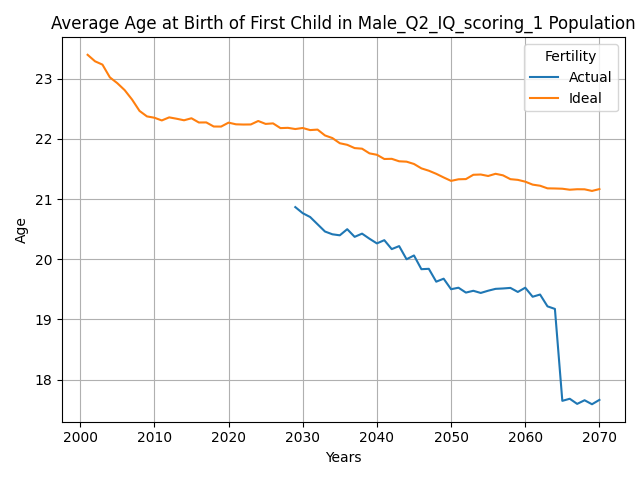 Average Age at Birth of First Child in Male_Q2_IQ_scoring_1 Population
Fertility
Actual
Ideal
23
22
21
20
19
18
Age
2000 2010 2020 2030 2040 2050 2060 2070
Years